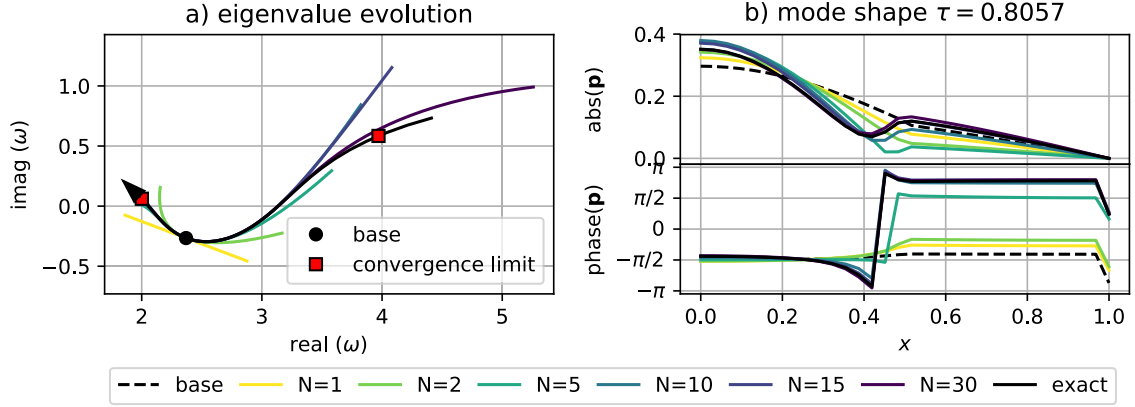 a) eigenvalue evolution
b) mode shape τ = 0.8057
1.0
0.5
0.0
−0.5
imag (ω)
2
3
4
5
real (ω)
base
convergence limit
0.4
0.2
0.0
abs(p)
π
π/2
0
−π/2
−π
phase(p)
0.0
0.2
0.4
0.6
0.8
1.0
x
base N=1 N=2 N=5 N=10 N=15 N=30 exact